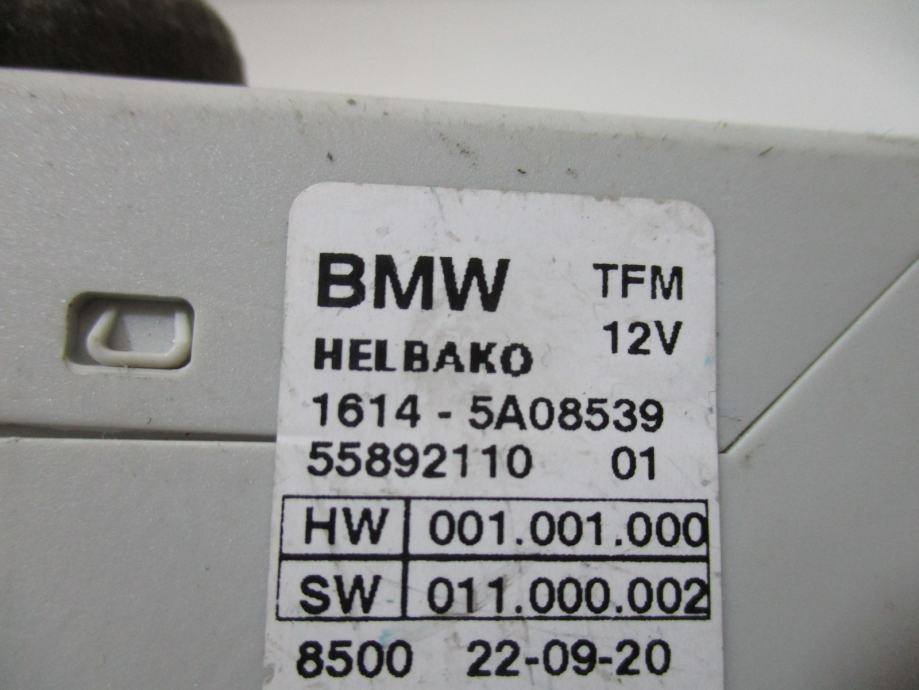 BMW TFM
HELBAKO 12V
1614 - 5A08539
55892110 01
HW 001.001.000
SW 011.000.002
8500 22-09-20